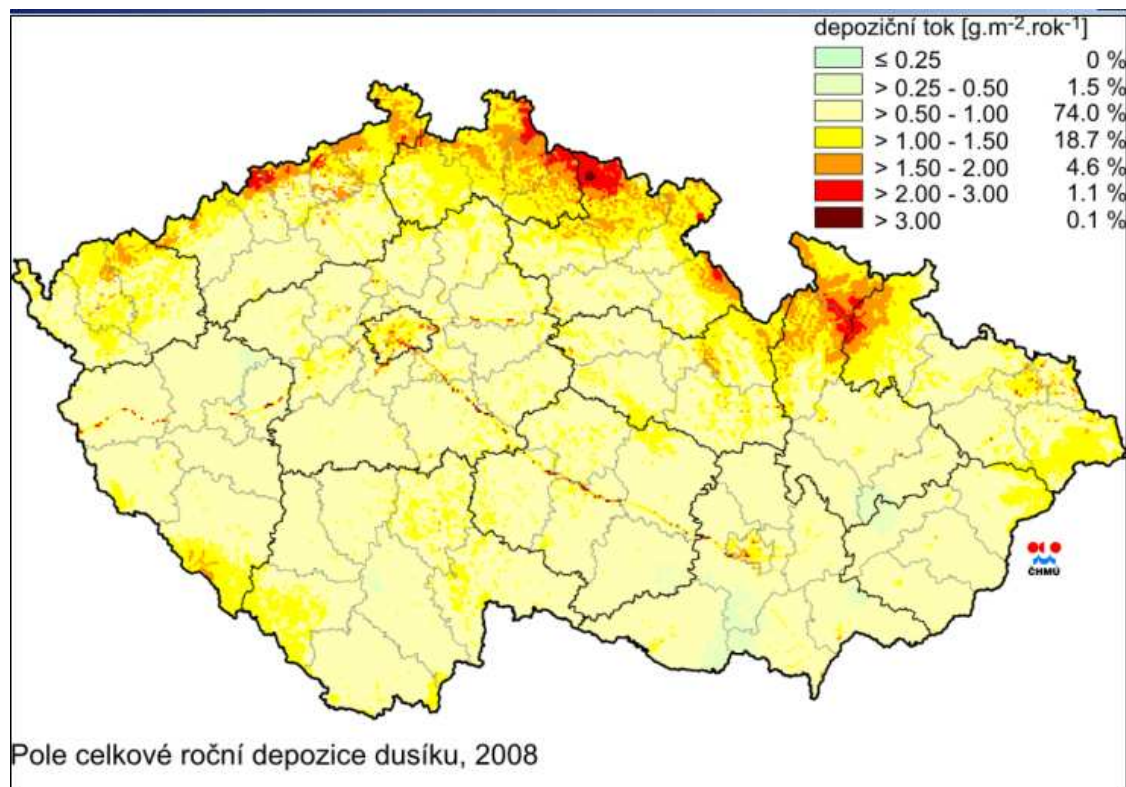 depoziční tok [g.m-2.rok-1]
≤ 0.25 0 %
> 0.25 - 0.50 1.5 %
> 0.50 - 1.00 74.0 %
> 1.00 - 1.50 18.7 %
> 1.50 - 2.00 4.6 %
> 2.00 - 3.00 1.1 %
> 3.00 0.1 %
ČHMÚ
Pole celkové roční depozice dusíku, 2008